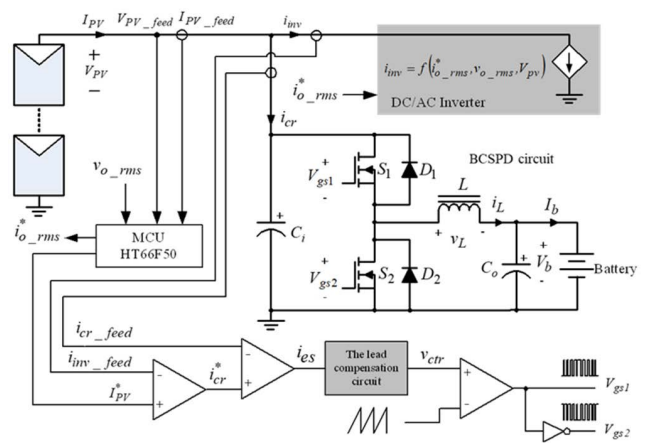 I_PV V_PV_feed I_PV_feed i_inv
+
V_PV
−
i_inv = f(i*_o_rms, v_o_rms, V_pv)
i*_o_rms
DC/AC Inverter
i_cr
v_o_rms
BCSPD circuit
+
V_gs1
-
S_1 D_1
L
i_L I_b
i*_o_rms
MCU
HT66F50
+
C_i
+ v_L -
+
V_gs2
-
S_2 D_2
C_o
+
+
V_b
-
Battery
i_cr_feed
i_inv_feed
I*_PV
-
+
i*_cr
-
+
i_es
The lead
compensation
circuit
v_ctr
+
-
V_gs1
V_gs2